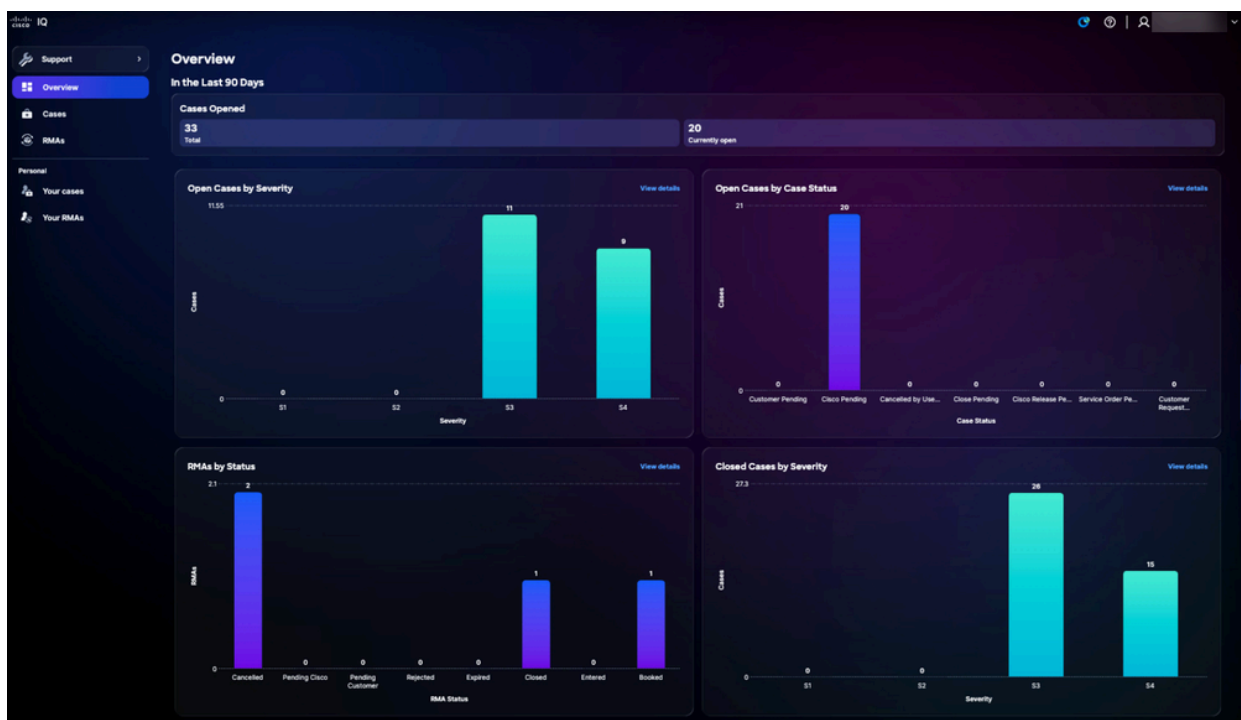 CISCO IQ
Support
Overview
Cases
RMAs
Personal
Your cases
Your RMAs
Overview
In the Last 90 Days
Cases Opened
33
Total
20
Currently open
Open Cases by Severity
View details
11.55
11
9
Cases
0
0
0
S1
S2
S3
S4
Severity
Open Cases by Case Status
View details
21
20
Cases
0
0
0
0
0
0
0
Customer Pending
Cisco Pending
Cancelled by Use...
Close Pending
Cisco Release Pe...
Service Order Pe...
Customer
Request...
Case Status
RMAs by Status
View details
2.1
2
RMAs
1
1
0
0
0
0
0
0
Cancelled
Pending Cisco
Pending
Customer
Rejected
Expired
Closed
Entered
Booked
RMA Status
Closed Cases by Severity
View details
27.3
26
15
Cases
0
0
0
S1
S2
S3
S4
Severity